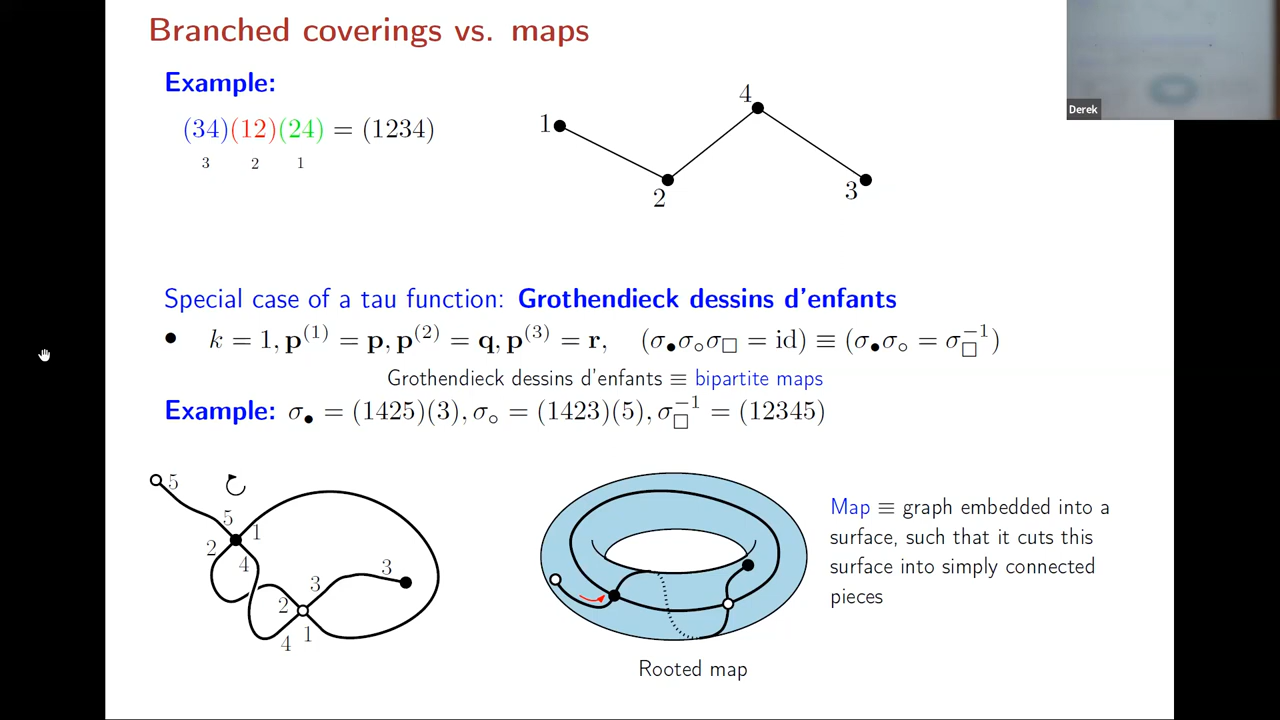 Branched coverings vs. maps
Derek
Example:
(34)(12)(24) = (1234)
3 2 1
1
2
4
3
Special case of a tau function: Grothendieck dessins d'enfants
• k = 1, p⁽¹⁾ = p, p⁽²⁾ = q, p⁽³⁾ = r, (σ●σ○σ□ = id) ≡ (σ●σ○ = σ□⁻¹)
Grothendieck dessins d'enfants ≡ bipartite maps
Example: σ● = (1425)(3), σ○ = (1423)(5), σ□⁻¹ = (12345)
5
5
1
2
4
3
3
2
4
1
Map ≡ graph embedded into a
surface, such that it cuts this
surface into simply connected
pieces
Rooted map